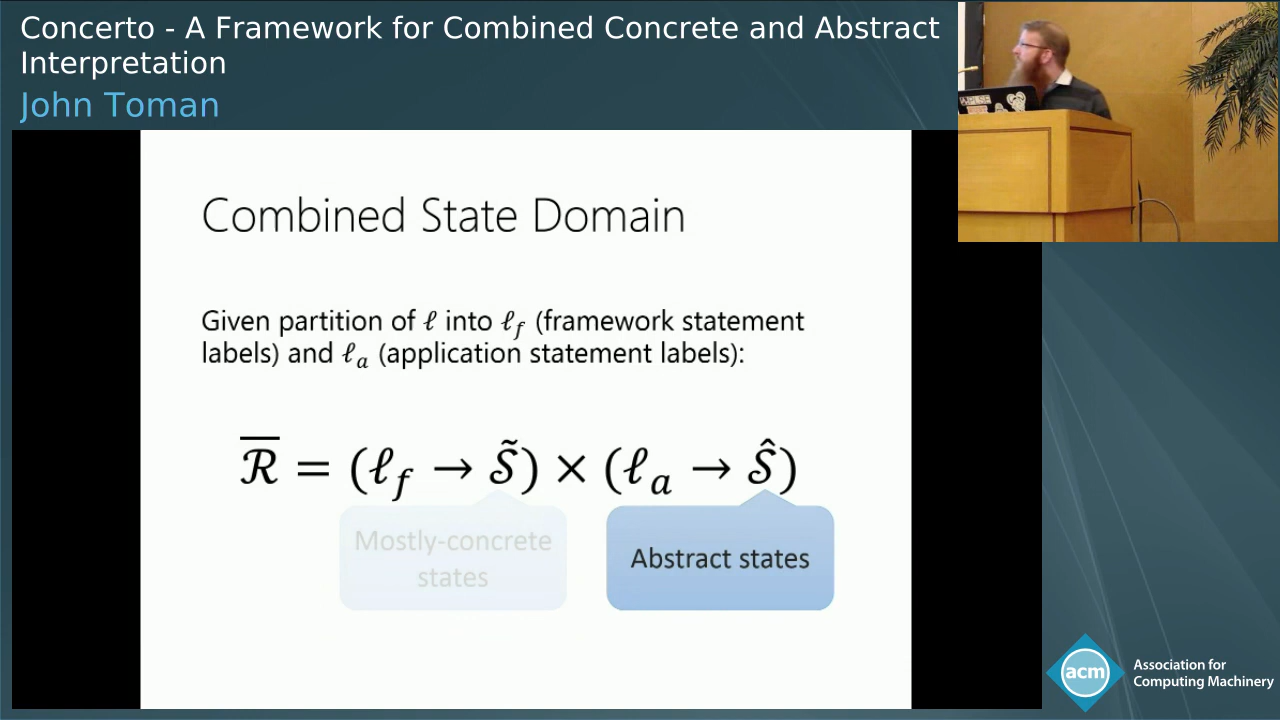 Concerto - A Framework for Combined Concrete and Abstract
Interpretation
John Toman
Combined State Domain
Given partition of ℓ into ℓ_f (framework statement
labels) and ℓ_a (application statement labels):
R̅ = (ℓ_f → S̃) × (ℓ_a → Ŝ)
Mostly-concrete
states
Abstract states
acm
Association for
Computing Machinery